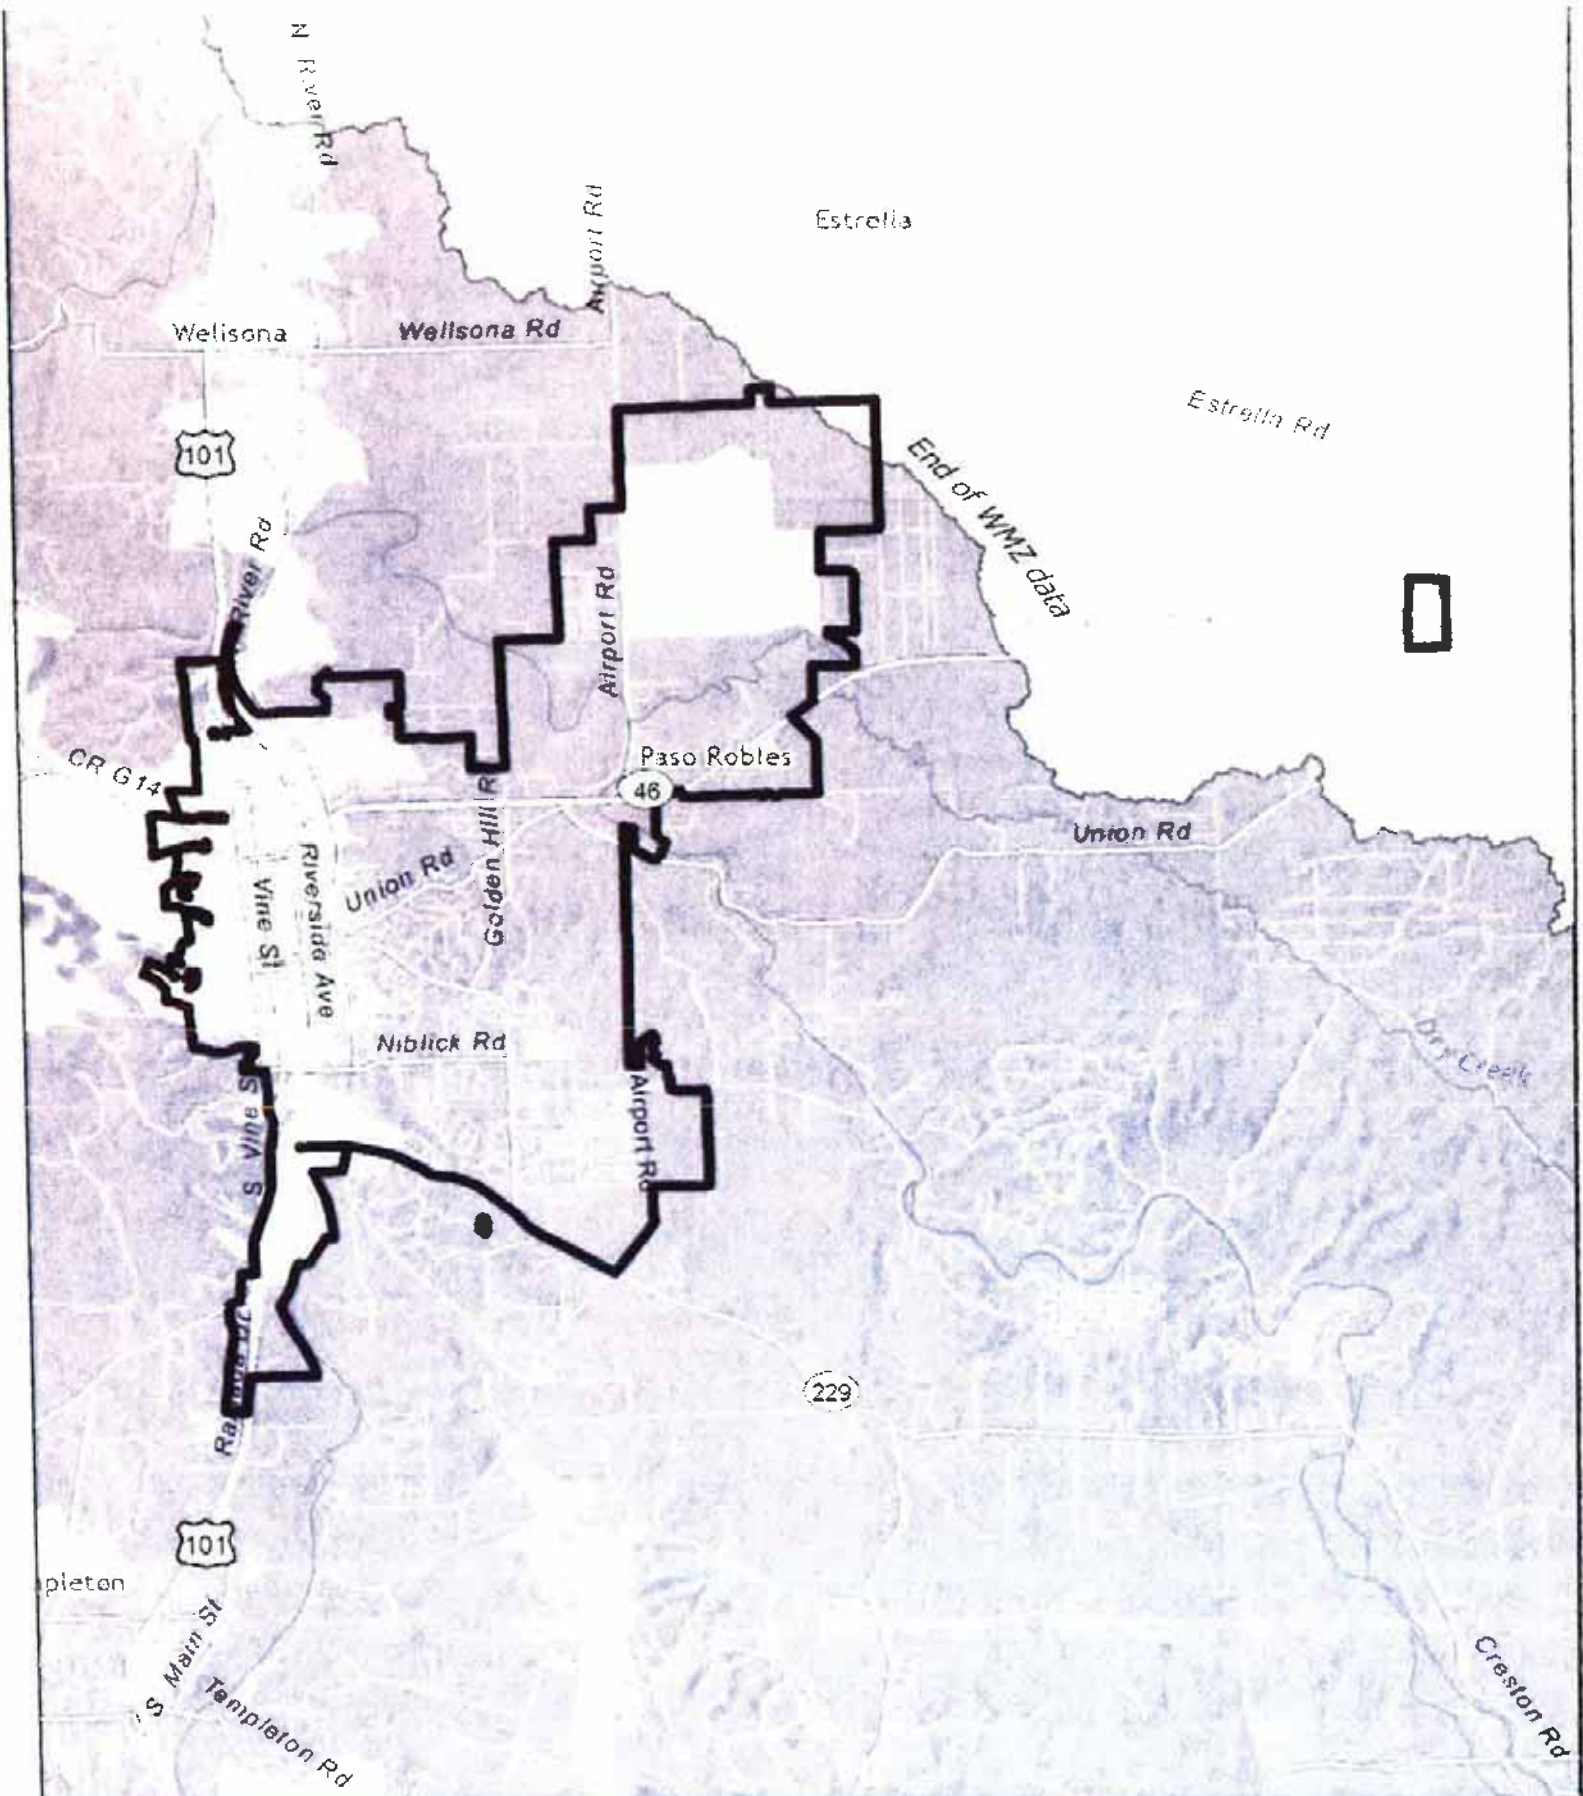 N River Rd
Airport Rd
Estrella
Wellsona
Wellsona Rd
Estrella Rd
101
End of WMZ data
River Rd
Airport Rd
CR G14
Paso Robles
46
Golden Hill R
Union Rd
Union Rd
Riverside Ave
Vine St
Niblick Rd
Dry Creek
S Vine S
Airport Rd
229
101
pleton
S Main St
Templeton Rd
Creston Rd